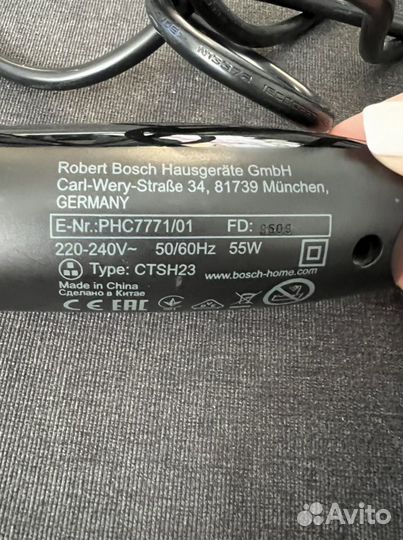 Robert Bosch Hausgeräte GmbH
Carl-Wery-Straße 34, 81739 München,
GERMANY
E-Nr.:PHC7771/01 FD:
220-240V~ 50/60Hz 55W
Type: CTSH23 www.bosch-home.com
Made in China
Сделано в Китае
CE EAC
Avito